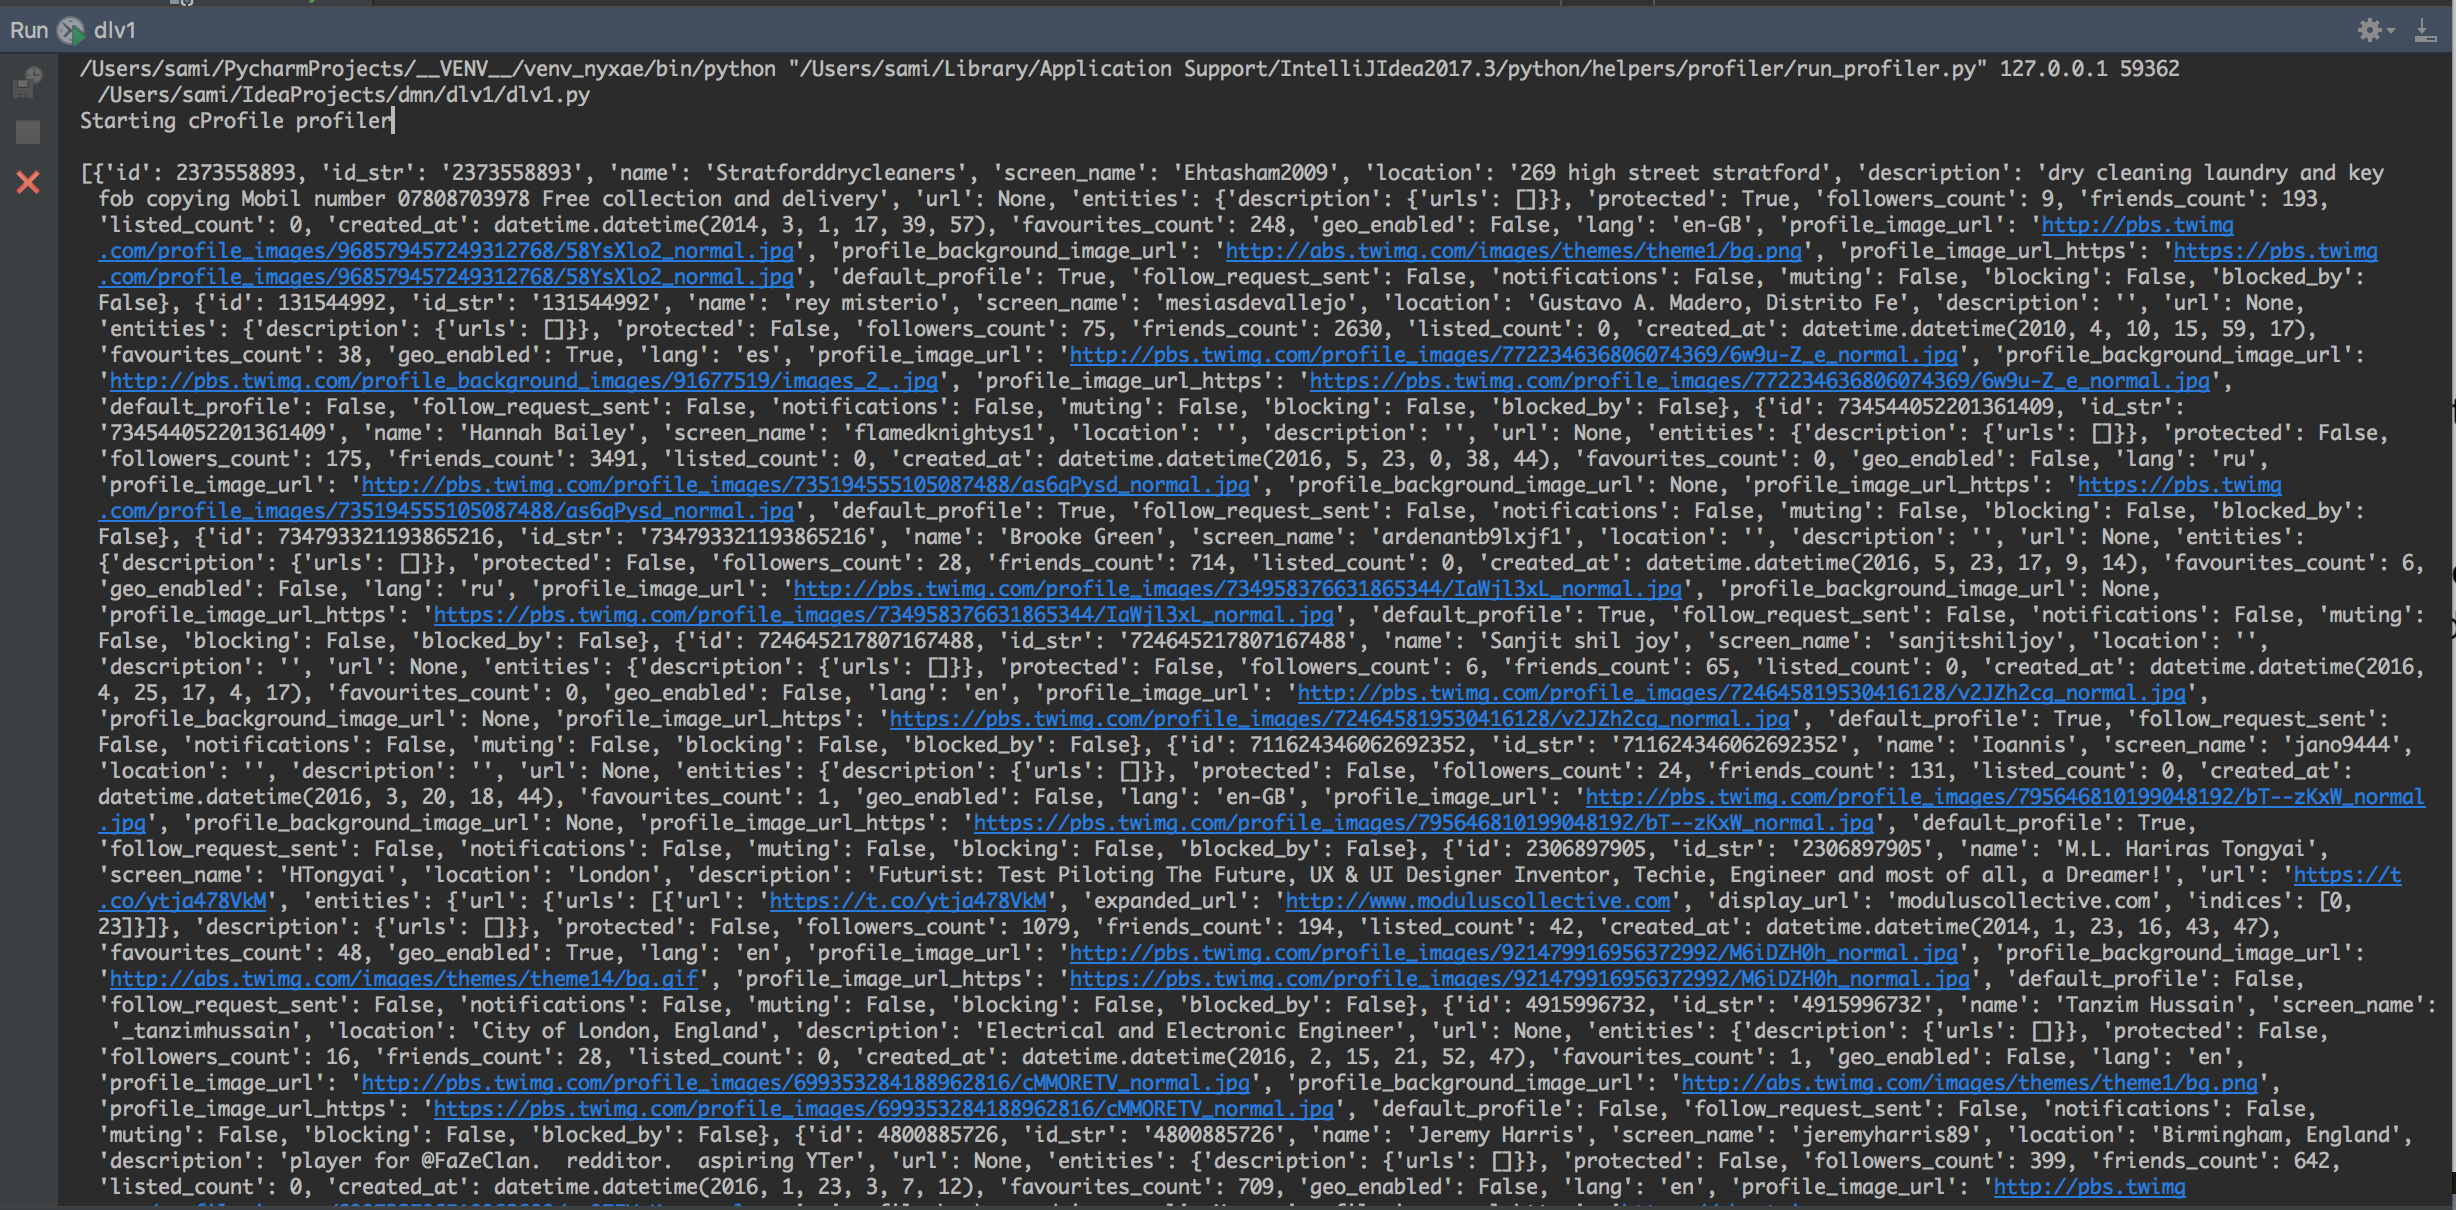 Run dlv1
/Users/sami/PycharmProjects/__VENV__/venv_nyxae/bin/python "/Users/sami/Library/Application Support/IntelliJIdea2017.3/python/helpers/profiler/run_profiler.py" 127.0.0.1 59362
/Users/sami/IdeaProjects/dmn/dlv1/dlv1.py
Starting cProfile profiler
[{'id': 2373558893, 'id_str': '2373558893', 'name': 'Stratforddrycleaners', 'screen_name': 'Ehtasham2009', 'location': '269 high street stratford', 'description': 'dry cleaning laundry and key
fob copying Mobil number 07808703978 Free collection and delivery', 'url': None, 'entities': {'description': {'urls': []}}, 'protected': True, 'followers_count': 9, 'friends_count': 193,
'listed_count': 0, 'created_at': datetime.datetime(2014, 3, 1, 17, 39, 57), 'favourites_count': 248, 'geo_enabled': False, 'lang': 'en-GB', 'profile_image_url': 'http://pbs.twimg
.com/profile_images/968579457249312768/58YsXlo2_normal.jpg', 'profile_background_image_url': 'http://abs.twimg.com/images/themes/theme1/bg.png', 'profile_image_url_https': 'https://pbs.twimg
.com/profile_images/968579457249312768/58YsXlo2_normal.jpg', 'default_profile': True, 'follow_request_sent': False, 'notifications': False, 'muting': False, 'blocking': False, 'blocked_by':
False}, {'id': 131544992, 'id_str': '131544992', 'name': 'rey misterio', 'screen_name': 'mesiasdevallejo', 'location': 'Gustavo A. Madero, Distrito Fe', 'description': '', 'url': None,
'entities': {'description': {'urls': []}}, 'protected': False, 'followers_count': 75, 'friends_count': 2630, 'listed_count': 0, 'created_at': datetime.datetime(2010, 4, 10, 15, 59, 17),
'favourites_count': 38, 'geo_enabled': True, 'lang': 'es', 'profile_image_url': 'http://pbs.twimg.com/profile_images/772234636806074369/6w9u-Z_e_normal.jpg', 'profile_background_image_url':
'http://pbs.twimg.com/profile_background_images/91677519/images_2_.jpg', 'profile_image_url_https': 'https://pbs.twimg.com/profile_images/772234636806074369/6w9u-Z_e_normal.jpg',
'default_profile': False, 'follow_request_sent': False, 'notifications': False, 'muting': False, 'blocking': False, 'blocked_by': False}, {'id': 734544052201361409, 'id_str':
'734544052201361409', 'name': 'Hannah Bailey', 'screen_name': 'flamedknightys1', 'location': '', 'description': '', 'url': None, 'entities': {'description': {'urls': []}}, 'protected': False,
'followers_count': 175, 'friends_count': 3491, 'listed_count': 0, 'created_at': datetime.datetime(2016, 5, 23, 0, 38, 44), 'favourites_count': 0, 'geo_enabled': False, 'lang': 'ru',
'profile_image_url': 'http://pbs.twimg.com/profile_images/735194555105087488/as6qPysd_normal.jpg', 'profile_background_image_url': None, 'profile_image_url_https': 'https://pbs.twimg
.com/profile_images/735194555105087488/as6qPysd_normal.jpg', 'default_profile': True, 'follow_request_sent': False, 'notifications': False, 'muting': False, 'blocking': False, 'blocked_by':
False}, {'id': 734793321193865216, 'id_str': '734793321193865216', 'name': 'Brooke Green', 'screen_name': 'ardenantb9lxjf1', 'location': '', 'description': '', 'url': None, 'entities':
{'description': {'urls': []}}, 'protected': False, 'followers_count': 28, 'friends_count': 714, 'listed_count': 0, 'created_at': datetime.datetime(2016, 5, 23, 17, 9, 14), 'favourites_count': 6,
'geo_enabled': False, 'lang': 'ru', 'profile_image_url': 'http://pbs.twimg.com/profile_images/734958376631865344/IaWjl3xL_normal.jpg', 'profile_background_image_url': None,
'profile_image_url_https': 'https://pbs.twimg.com/profile_images/734958376631865344/IaWjl3xL_normal.jpg', 'default_profile': True, 'follow_request_sent': False, 'notifications': False, 'muting':
False, 'blocking': False, 'blocked_by': False}, {'id': 724645217807167488, 'id_str': '724645217807167488', 'name': 'Sanjit shil joy', 'screen_name': 'sanjitshiljoy', 'location': '',
'description': '', 'url': None, 'entities': {'description': {'urls': []}}, 'protected': False, 'followers_count': 6, 'friends_count': 65, 'listed_count': 0, 'created_at': datetime.datetime(2016,
4, 25, 17, 4, 17), 'favourites_count': 0, 'geo_enabled': False, 'lang': 'en', 'profile_image_url': 'http://pbs.twimg.com/profile_images/724645819530416128/v2JZh2cg_normal.jpg',
'profile_background_image_url': None, 'profile_image_url_https': 'https://pbs.twimg.com/profile_images/724645819530416128/v2JZh2cg_normal.jpg', 'default_profile': True, 'follow_request_sent':
False, 'notifications': False, 'muting': False, 'blocking': False, 'blocked_by': False}, {'id': 711624346062692352, 'id_str': '711624346062692352', 'name': 'Ioannis', 'screen_name': 'jano9444',
'location': '', 'description': '', 'url': None, 'entities': {'description': {'urls': []}}, 'protected': False, 'followers_count': 24, 'friends_count': 131, 'listed_count': 0, 'created_at':
datetime.datetime(2016, 3, 20, 18, 44), 'favourites_count': 1, 'geo_enabled': False, 'lang': 'en-GB', 'profile_image_url': 'http://pbs.twimg.com/profile_images/795646810199048192/bT--zKxW_normal
.jpg', 'profile_background_image_url': None, 'profile_image_url_https': 'https://pbs.twimg.com/profile_images/795646810199048192/bT--zKxW_normal.jpg', 'default_profile': True,
'follow_request_sent': False, 'notifications': False, 'muting': False, 'blocking': False, 'blocked_by': False}, {'id': 2306897905, 'id_str': '2306897905', 'name': 'M.L. Hariras Tongyai',
'screen_name': 'HTongyai', 'location': 'London', 'description': 'Futurist: Test Piloting The Future, UX & UI Designer Inventor, Techie, Engineer and most of all, a Dreamer!', 'url': 'https://t
.co/ytja478VkM', 'entities': {'url': {'urls': [{'url': 'https://t.co/ytja478VkM', 'expanded_url': 'http://www.moduluscollective.com', 'display_url': 'moduluscollective.com', 'indices': [0,
23]}]}, 'description': {'urls': []}}, 'protected': False, 'followers_count': 1079, 'friends_count': 194, 'listed_count': 42, 'created_at': datetime.datetime(2014, 1, 23, 16, 43, 47),
'favourites_count': 48, 'geo_enabled': True, 'lang': 'en', 'profile_image_url': 'http://pbs.twimg.com/profile_images/921479916956372992/M6iDZH0h_normal.jpg', 'profile_background_image_url':
'http://abs.twimg.com/images/themes/theme14/bg.gif', 'profile_image_url_https': 'https://pbs.twimg.com/profile_images/921479916956372992/M6iDZH0h_normal.jpg', 'default_profile': False,
'follow_request_sent': False, 'notifications': False, 'muting': False, 'blocking': False, 'blocked_by': False}, {'id': 4915996732, 'id_str': '4915996732', 'name': 'Tanzim Hussain', 'screen_name':
'_tanzimhussain', 'location': 'City of London, England', 'description': 'Electrical and Electronic Engineer', 'url': None, 'entities': {'description': {'urls': []}}, 'protected': False,
'followers_count': 16, 'friends_count': 28, 'listed_count': 0, 'created_at': datetime.datetime(2016, 2, 15, 21, 52, 47), 'favourites_count': 1, 'geo_enabled': False, 'lang': 'en',
'profile_image_url': 'http://pbs.twimg.com/profile_images/699353284188962816/cMMORETV_normal.jpg', 'profile_background_image_url': 'http://abs.twimg.com/images/themes/theme1/bg.png',
'profile_image_url_https': 'https://pbs.twimg.com/profile_images/699353284188962816/cMMORETV_normal.jpg', 'default_profile': False, 'follow_request_sent': False, 'notifications': False,
'muting': False, 'blocking': False, 'blocked_by': False}, {'id': 4800885726, 'id_str': '4800885726', 'name': 'Jeremy Harris', 'screen_name': 'jeremyharris89', 'location': 'Birmingham, England',
'description': 'player for @FaZeClan.  redditor.  aspiring YTer', 'url': None, 'entities': {'description': {'urls': []}}, 'protected': False, 'followers_count': 399, 'friends_count': 642,
'listed_count': 0, 'created_at': datetime.datetime(2016, 1, 23, 3, 7, 12), 'favourites_count': 709, 'geo_enabled': False, 'lang': 'en', 'profile_image_url': 'http://pbs.twimg